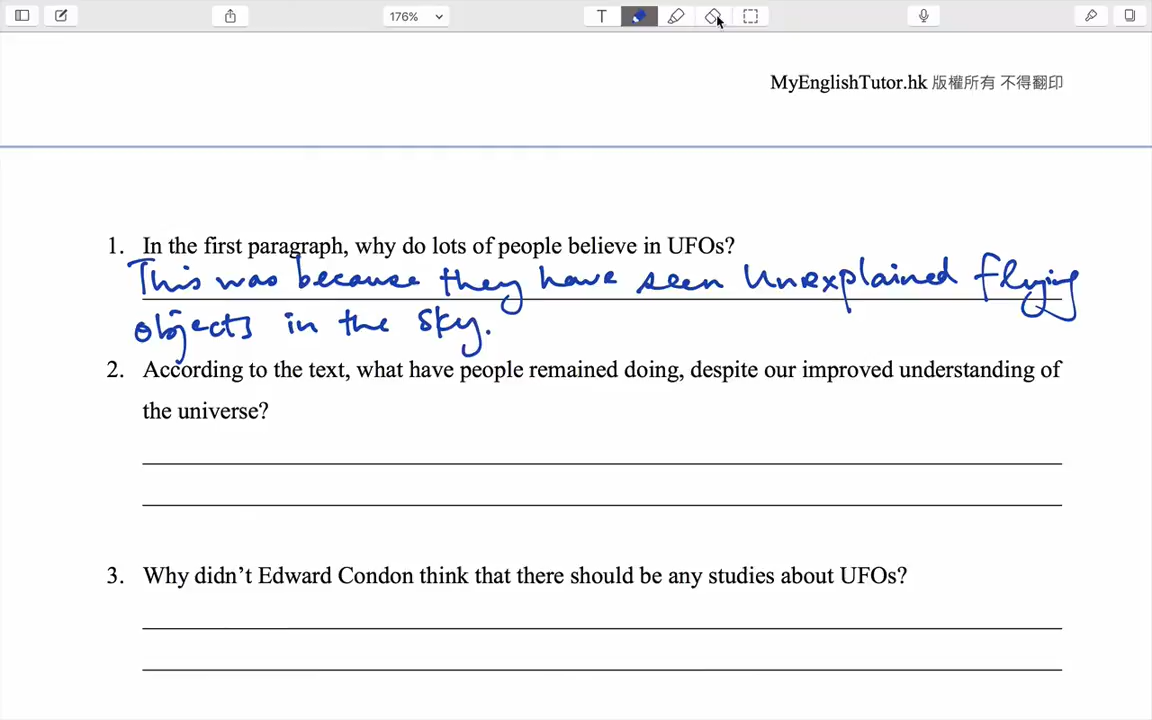 176%
T
MyEnglishTutor.hk 版權所有 不得翻印
1. In the first paragraph, why do lots of people believe in UFOs?
This was because they have seen unexplained flying
objects in the sky.
2. According to the text, what have people remained doing, despite our improved understanding of
the universe?
3. Why didn’t Edward Condon think that there should be any studies about UFOs?